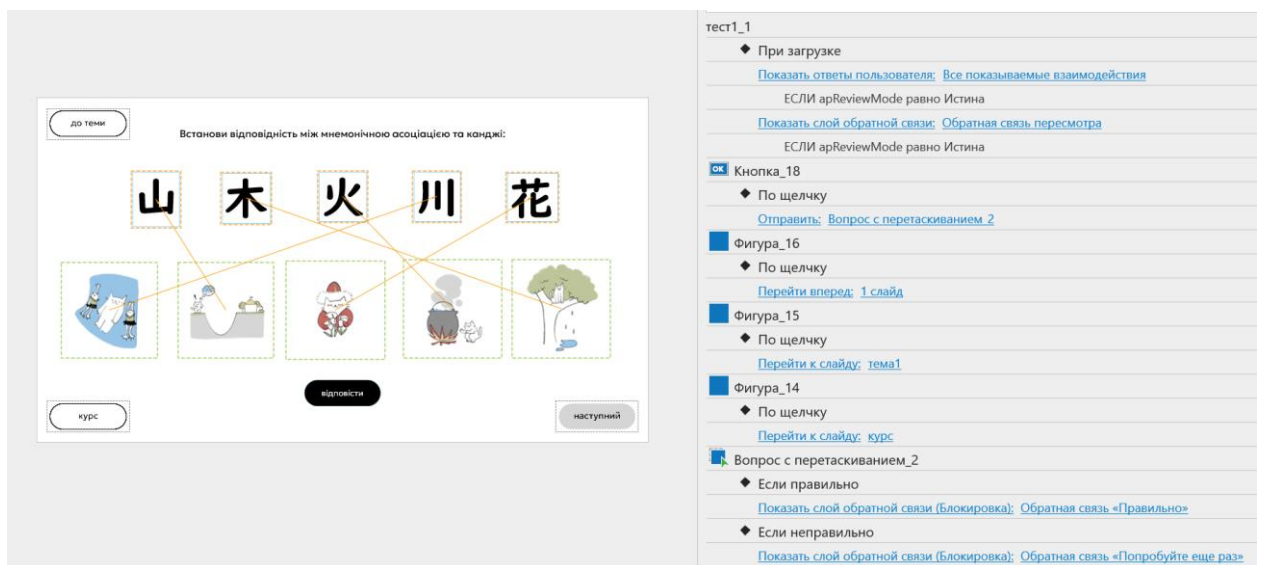 до теми
Встанови відповідність між мнемонічною асоціацією та канджі:
山 木 火 川 花
відповісти
курс
наступний
тест1_1
При загрузке
Показать ответы пользователя: Все показываемые взаимодействия
ЕСЛИ apReviewMode равно Истина
Показать слой обратной связи: Обратная связь пересмотра
ЕСЛИ apReviewMode равно Истина
OK Кнопка_18
По щелчку
Отправить: Вопрос с перетаскиванием 2
Фигура_16
По щелчку
Перейти вперед: 1 слайд
Фигура_15
По щелчку
Перейти к слайду: тема1
Фигура_14
По щелчку
Перейти к слайду: курс
Вопрос с перетаскиванием_2
Если правильно
Показать слой обратной связи (Блокировка): Обратная связь «Правильно»
Если неправильно
Показать слой обратной связи (Блокировка): Обратная связь «Попробуйте еще раз»